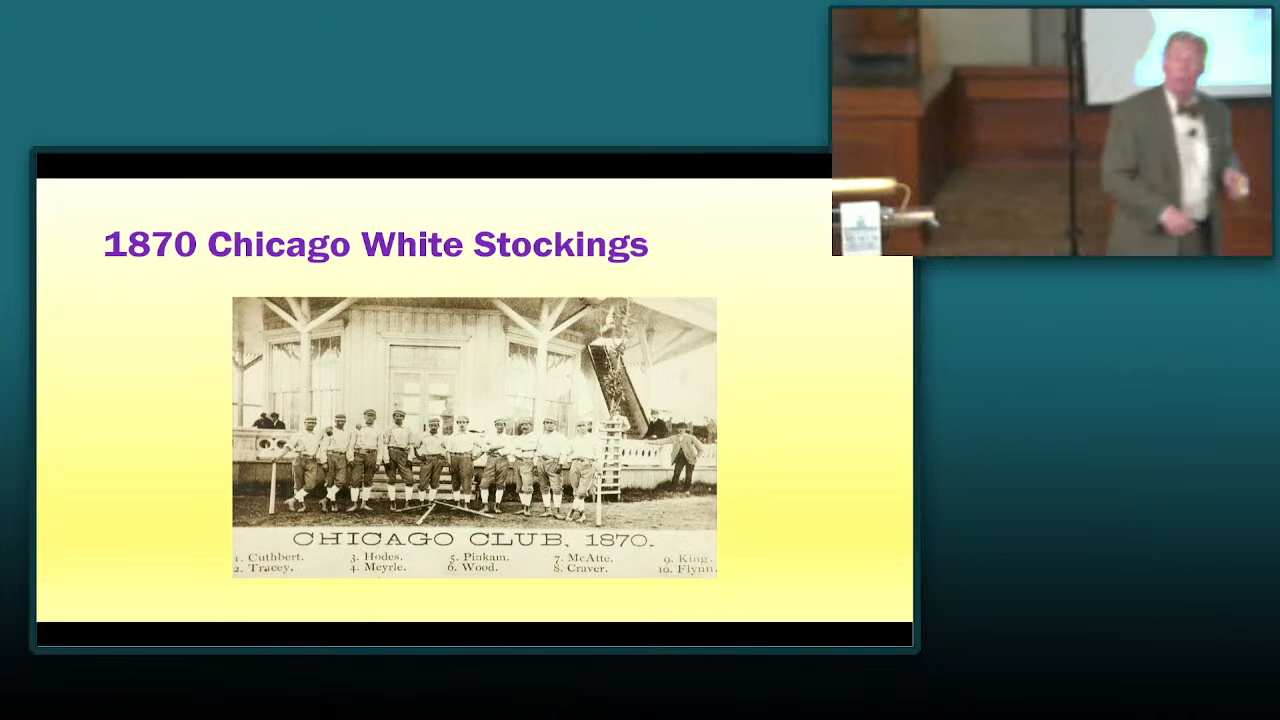 1870 Chicago White Stockings
CHICAGO CLUB, 1870.
1. Cuthbert. 3. Hodes. 5. Pinkam. 7. McAtte. 9. King.
2. Tracey. 4. Meyrle. 6. Wood. 8. Craver. 10. Flynn.